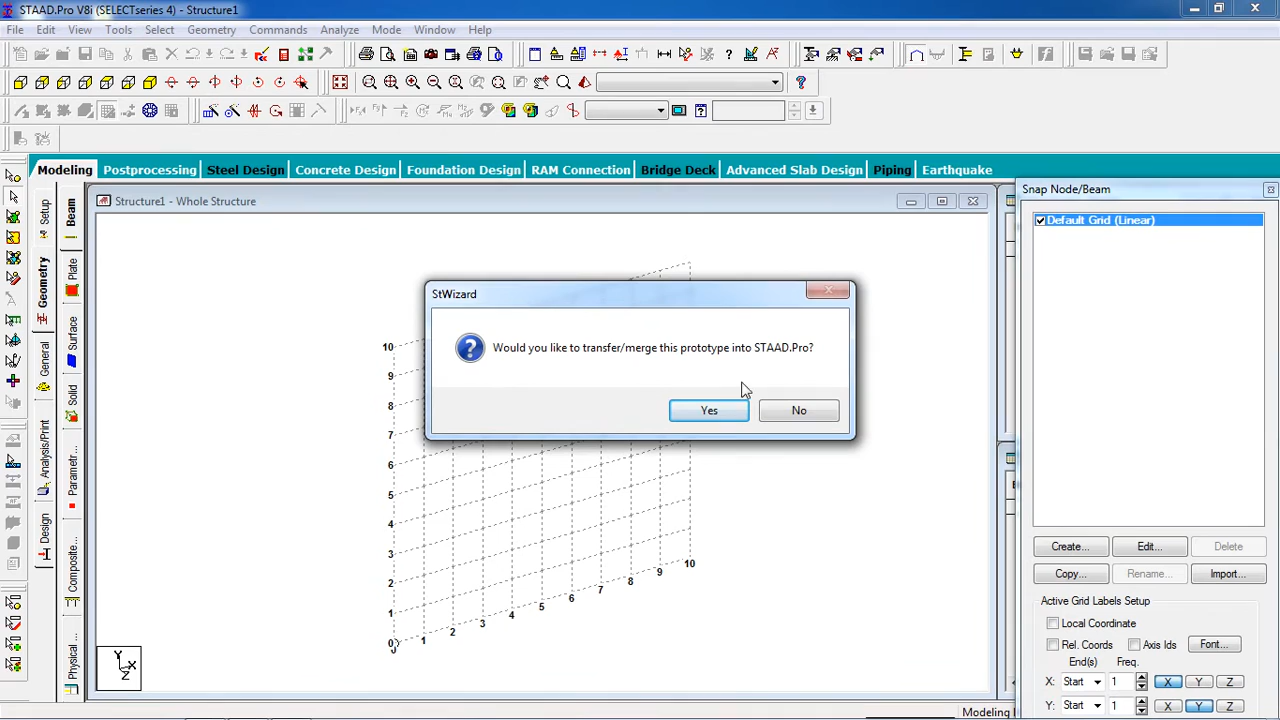 STAAD.Pro V8i (SELECTseries 4) - Structure1
File Edit View Tools Select Geometry Commands Analyze Mode Window Help
Modeling Postprocessing Steel Design Concrete Design Foundation Design RAM Connection Bridge Deck Advanced Slab Design Piping Earthquake
Structure1 - Whole Structure
Snap Node/Beam
Default Grid (Linear)
Setup
Geometry
General
Analysis/Print
Design
Beam
Plate
Surface
Solid
Parametr...
Composite...
Physical ...
StWizard
Would you like to transfer/merge this prototype into STAAD.Pro?
Yes No
10
9
8
7
6
5
4
3
2
1
0
1 2 3 4 5 6 7 8 9 10
Y
X
Z
Create... Edit... Delete
Copy... Rename... Import...
Active Grid Labels Setup
Local Coordinate
Rel. Coords Axis Ids Font...
End(s) Freq.
X: Start 1 X Y Z
Y: Start 1 X Y Z
Modeling